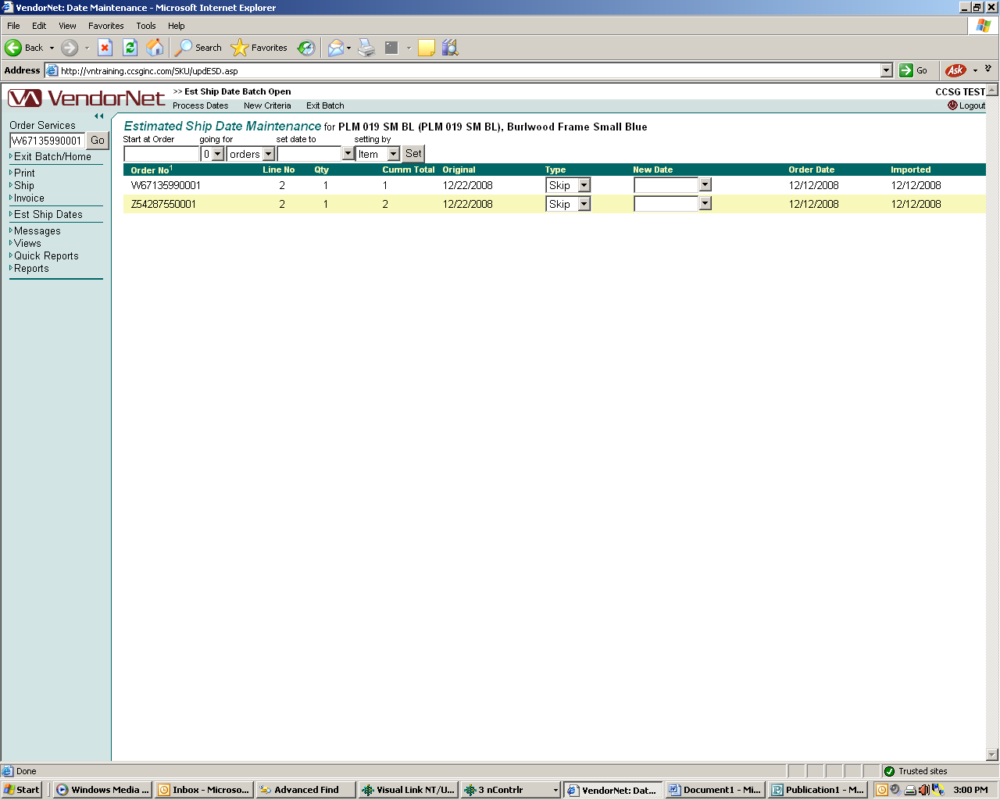 VendorNet: Date Maintenance - Microsoft Internet Explorer
File Edit View Favorites Tools Help
Back Search Favorites
Address http://vntraining.ccsginc.com/SKU/updESD.asp Go Ask
VA VendorNet >> Est Ship Date Batch Open CCSG TEST
Process Dates New Criteria Exit Batch Logout
Order Services
W67135990001 Go
Exit Batch/Home
Print
Ship
Invoice
Est Ship Dates
Messages
Views
Quick Reports
Reports
Estimated Ship Date Maintenance for PLM 019 SM BL (PLM 019 SM BL), Burlwood Frame Small Blue
Start at Order going for set date to setting by
0 orders Item Set
Order No1 Line No Qty Cumm Total Original Type New Date Order Date Imported
W67135990001 2 1 1 12/22/2008 Skip 12/12/2008 12/12/2008
Z54287550001 2 1 2 12/22/2008 Skip 12/12/2008 12/12/2008
Done Trusted sites
Start Windows Media ... Inbox - Microso... Advanced Find Visual Link NT/U... 3 nContrlr VendorNet: Dat... Document1 - Mi... Publication1 - M... 3:00 PM